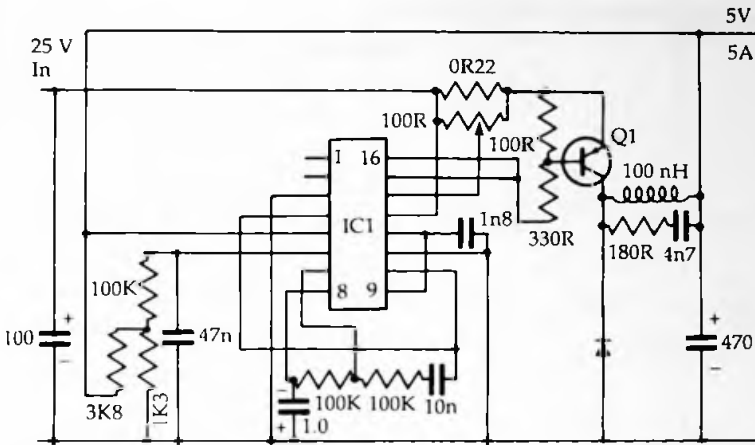 5V
25 V
In
5A
0R22
100R
100R
Q1
1 16
100 nH
1n8
IC1
330R
180R
4n7
100K
8 9
100
+
-
47n
+
-
470
3K8
1K3
-
+
1.0
100K
100K
10n